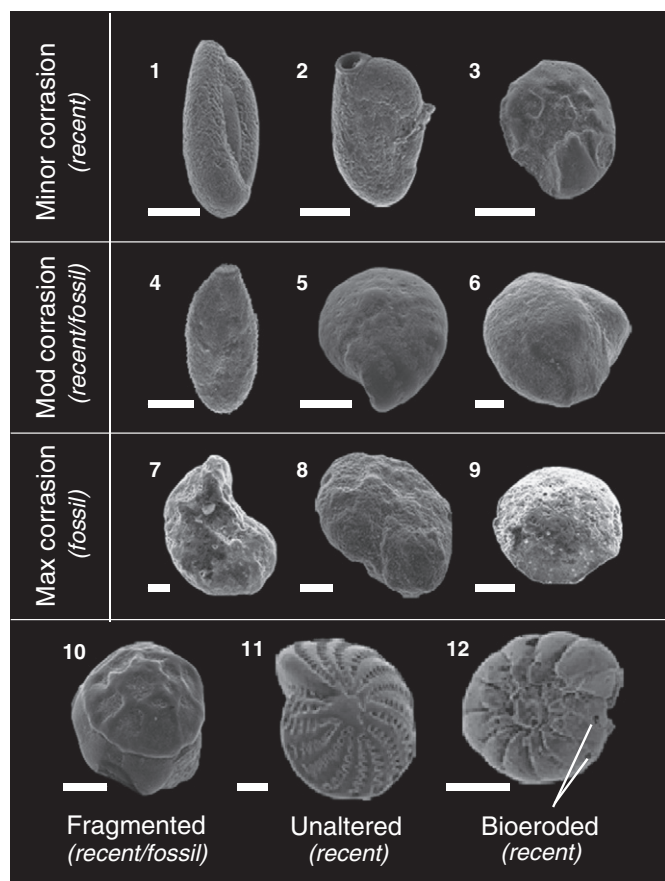 Minor corrasion
(recent)
1
2
3
Mod corrasion
(recent/fossil)
4
5
6
Max corrasion
(fossil)
7
8
9
10
11
12
Fragmented
(recent/fossil)
Unaltered
(recent)
Bioeroded
(recent)